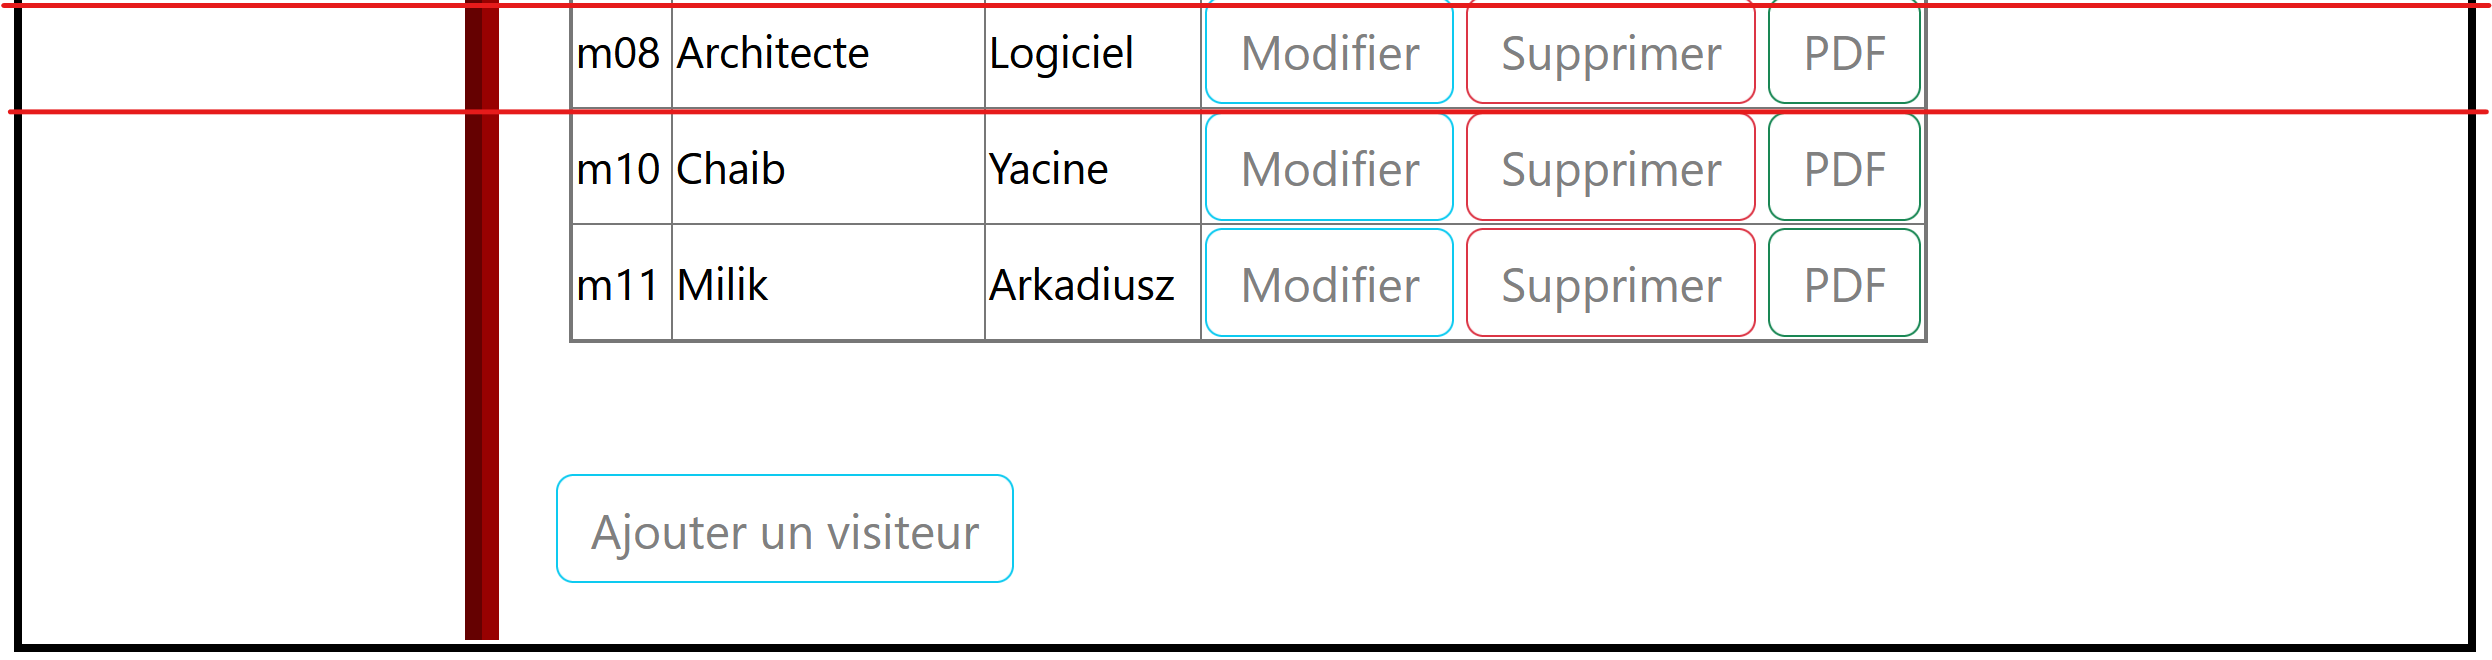 m08 Architecte Logiciel Modifier Supprimer PDF
m10 Chaib Yacine Modifier Supprimer PDF
m11 Milik Arkadiusz Modifier Supprimer PDF
Ajouter un visiteur